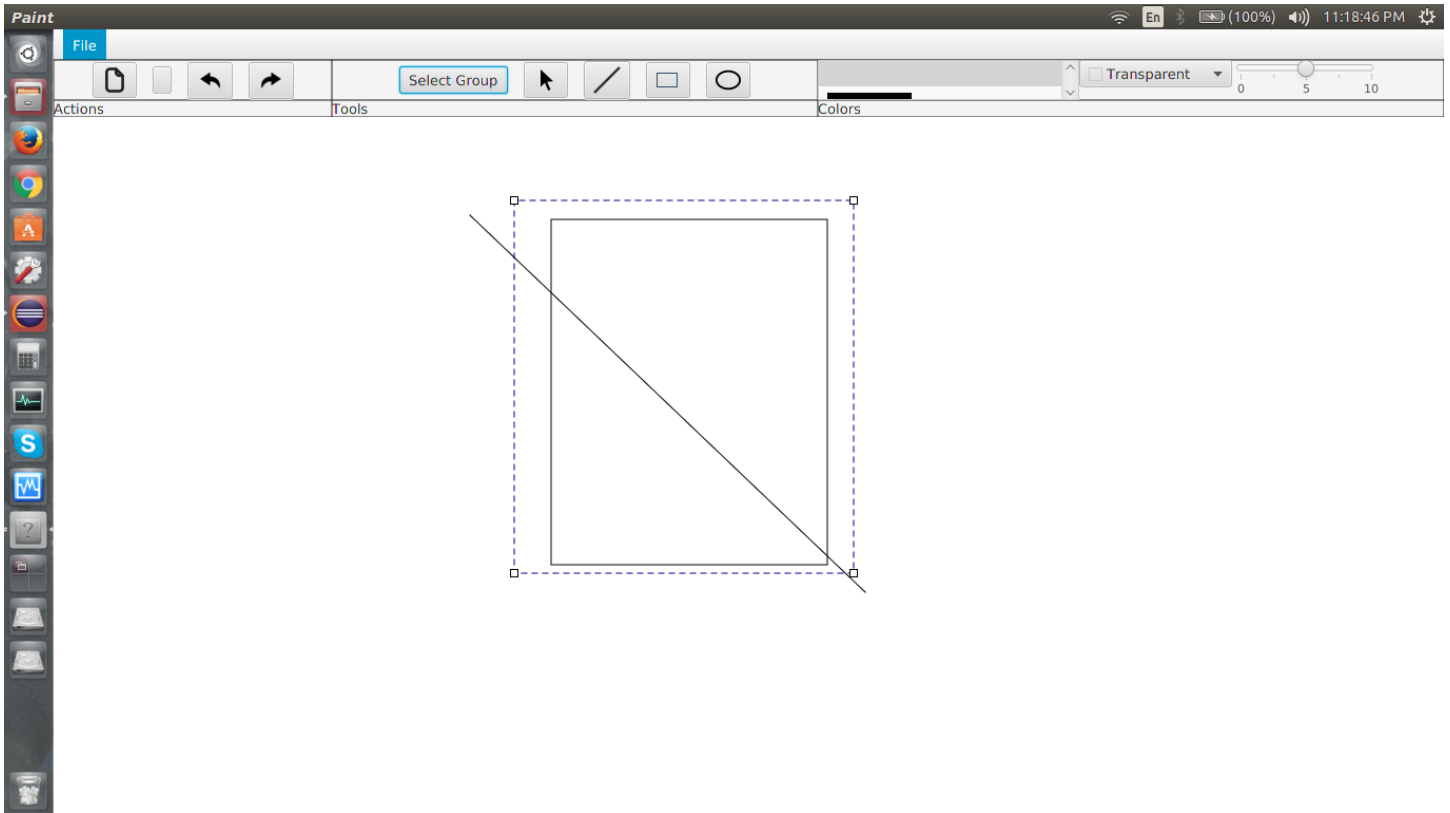 Paint En (100%) 11:18:46 PM
File
Select Group Transparent
0 5 10
Actions Tools Colors
A
S
?